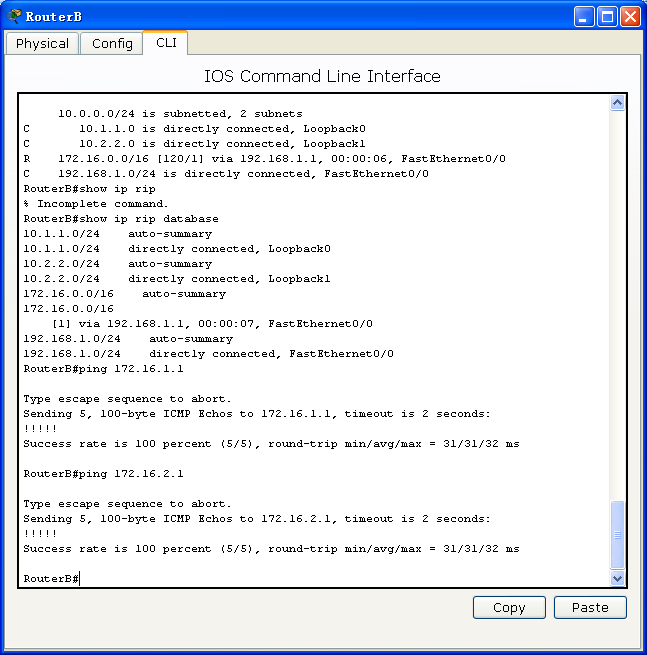 RouterB
Physical Config CLI
IOS Command Line Interface
10.0.0.0/24 is subnetted, 2 subnets
C 10.1.1.0 is directly connected, Loopback0
C 10.2.2.0 is directly connected, Loopback1
R 172.16.0.0/16 [120/1] via 192.168.1.1, 00:00:06, FastEthernet0/0
C 192.168.1.0/24 is directly connected, FastEthernet0/0
RouterB#show ip rip
% Incomplete command.
RouterB#show ip rip database
10.1.1.0/24 auto-summary
10.1.1.0/24 directly connected, Loopback0
10.2.2.0/24 auto-summary
10.2.2.0/24 directly connected, Loopback1
172.16.0.0/16 auto-summary
172.16.0.0/16
[1] via 192.168.1.1, 00:00:07, FastEthernet0/0
192.168.1.0/24 auto-summary
192.168.1.0/24 directly connected, FastEthernet0/0
RouterB#ping 172.16.1.1
Type escape sequence to abort.
Sending 5, 100-byte ICMP Echos to 172.16.1.1, timeout is 2 seconds:
!!!!!
Success rate is 100 percent (5/5), round-trip min/avg/max = 31/31/32 ms
RouterB#ping 172.16.2.1
Type escape sequence to abort.
Sending 5, 100-byte ICMP Echos to 172.16.2.1, timeout is 2 seconds:
!!!!!
Success rate is 100 percent (5/5), round-trip min/avg/max = 31/31/32 ms
RouterB#
Copy Paste